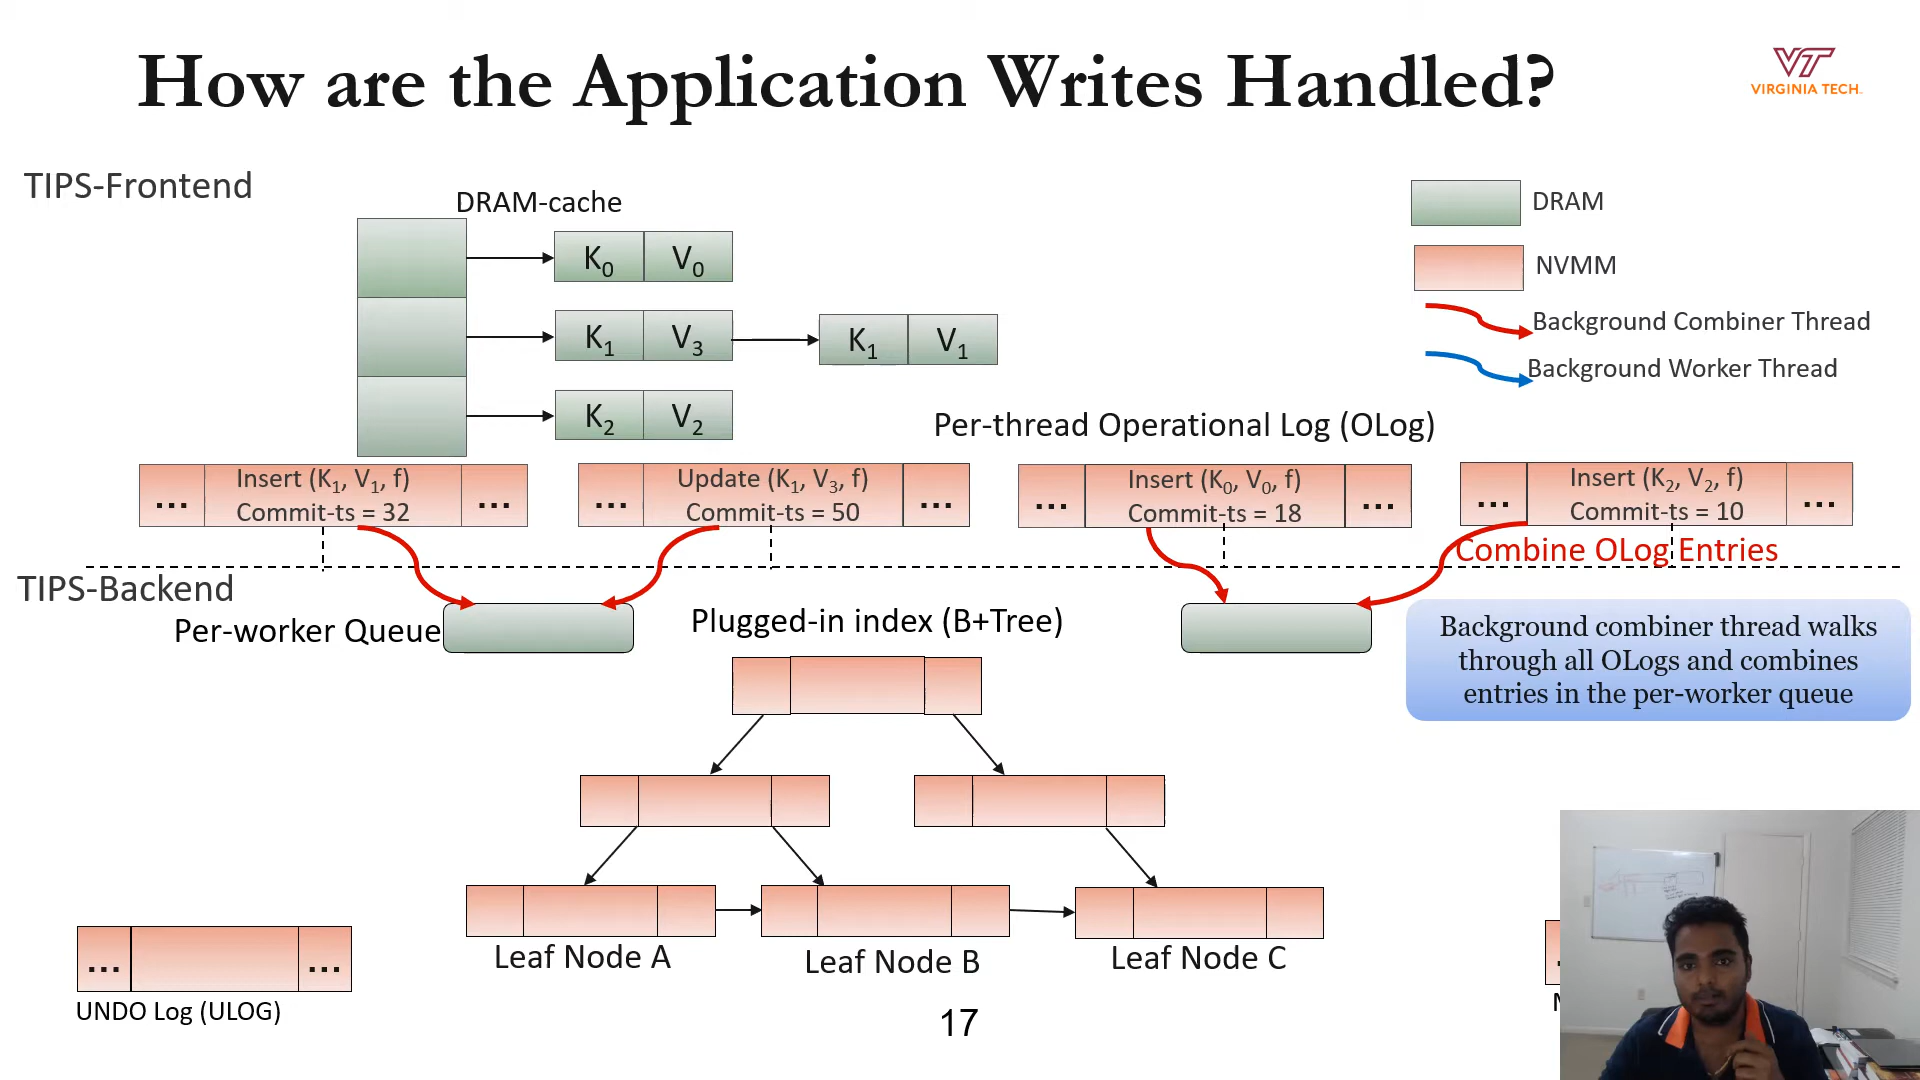 How are the Application Writes Handled?
VT
VIRGINIA TECH.
TIPS-Frontend
DRAM-cache
K0 V0
K1 V3
K1 V1
K2 V2
DRAM
NVMM
Background Combiner Thread
Background Worker Thread
Per-thread Operational Log (OLog)
... Insert (K1, V1, f) ...
Commit-ts = 32
... Update (K1, V3, f) ...
Commit-ts = 50
... Insert (K0, V0, f) ...
Commit-ts = 18
... Insert (K2, V2, f) ...
Commit-ts = 10
Combine OLog Entries
TIPS-Backend
Per-worker Queue
Plugged-in index (B+Tree)
Background combiner thread walks
through all OLogs and combines
entries in the per-worker queue
Leaf Node A
Leaf Node B
Leaf Node C
... ...
UNDO Log (ULOG)
17